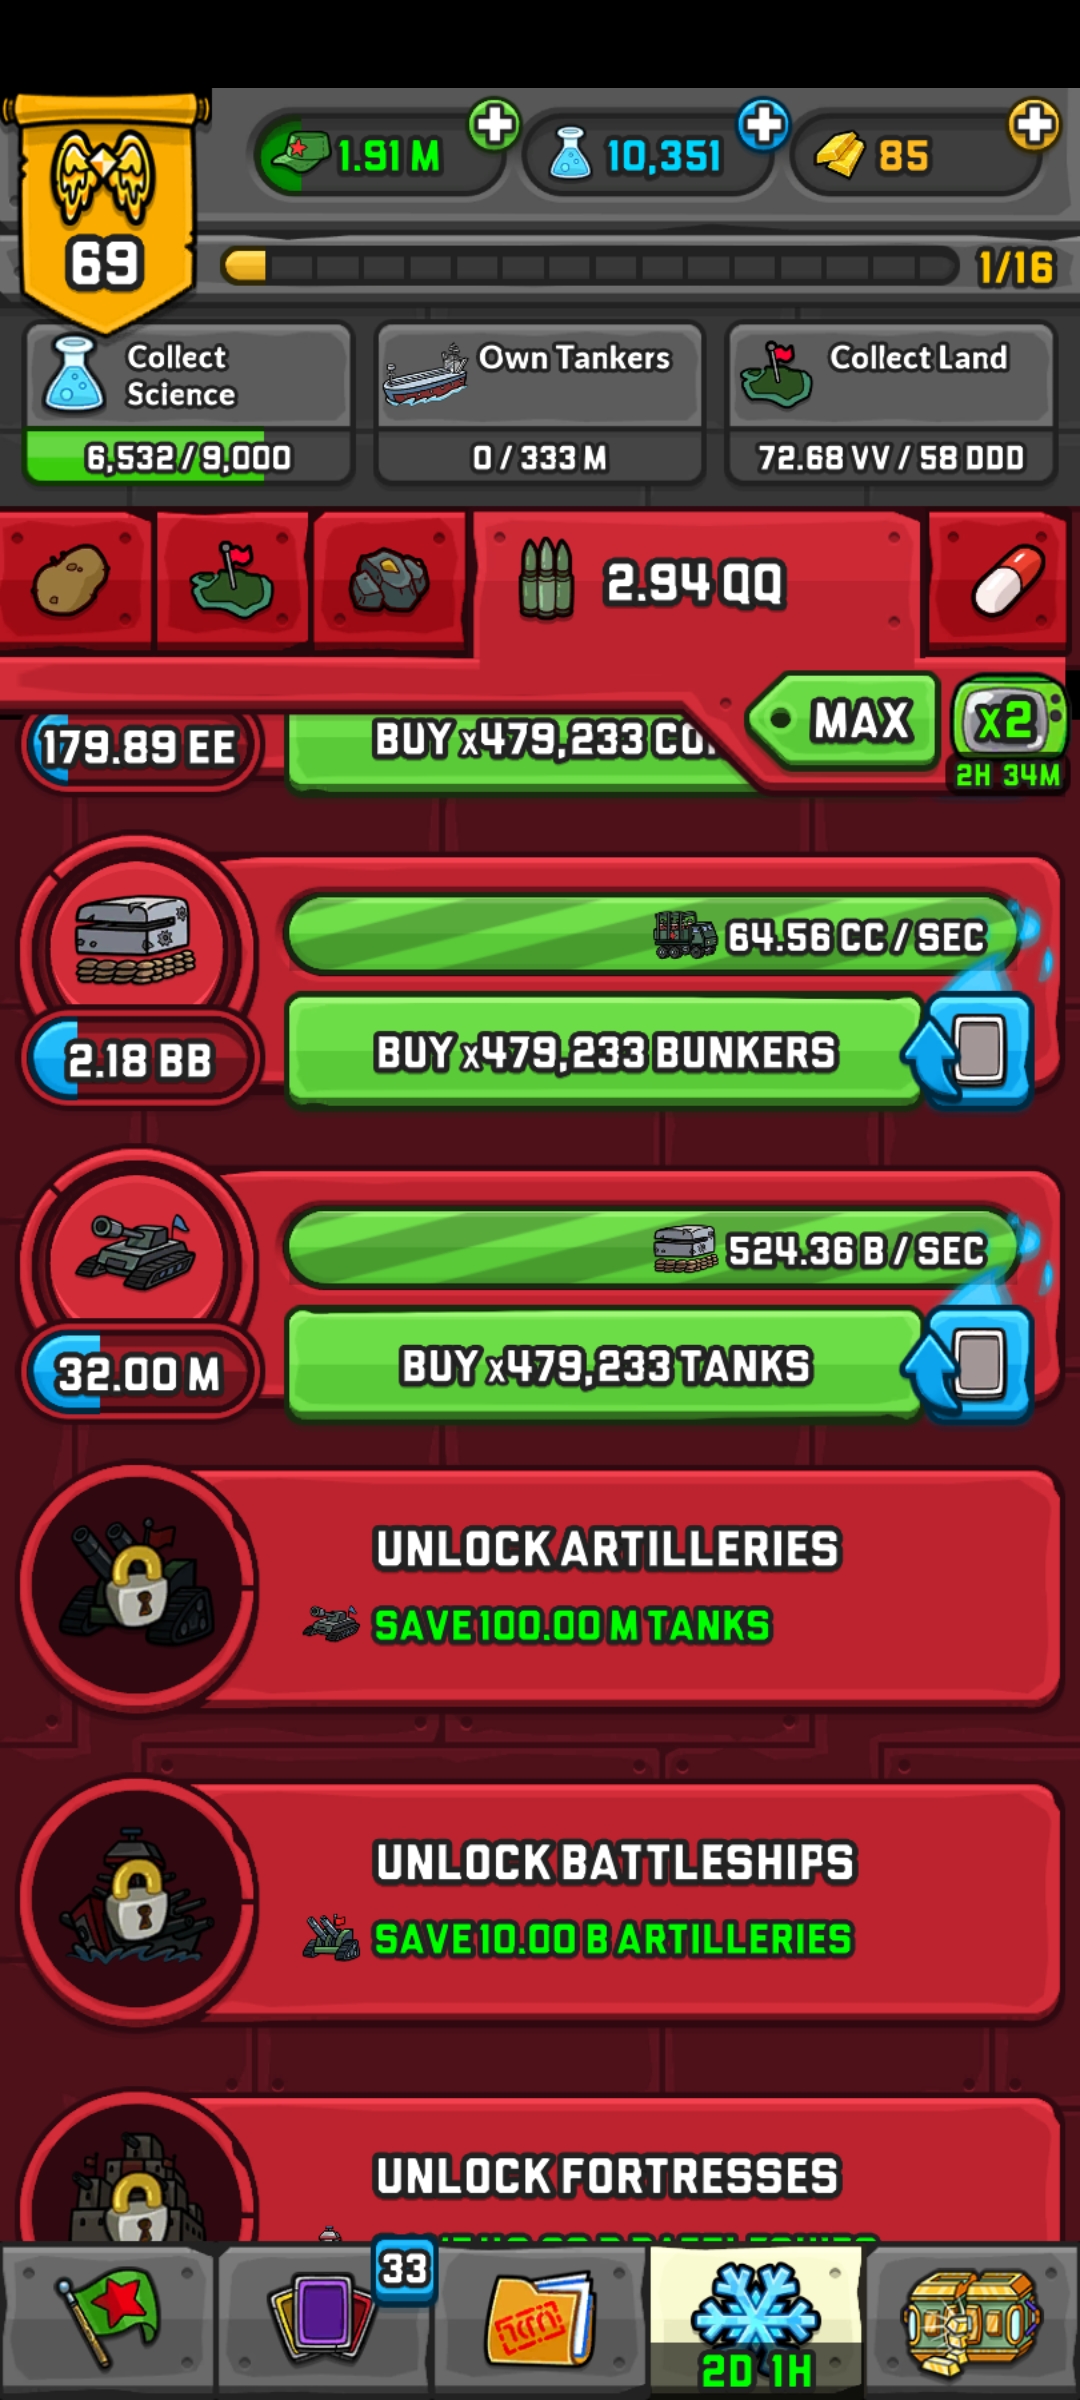 1.91 M
10,351
85
69
1/16
Collect
Science
6,532/9,000
Own Tankers
0/333 M
Collect Land
72.68 VV/58 DDD
2.94 QQ
MAX
x2
2H 34M
179.89 EE
BUY x479,233
64.56 CC/SEC
2.18 BB
BUY x479,233 BUNKERS
524.36 B/SEC
32.00 M
BUY x479,233 TANKS
UNLOCK ARTILLERIES
SAVE 100.00 M TANKS
UNLOCK BATTLESHIPS
SAVE 10.00 B ARTILLERIES
UNLOCK FORTRESSES
33
2D 1H